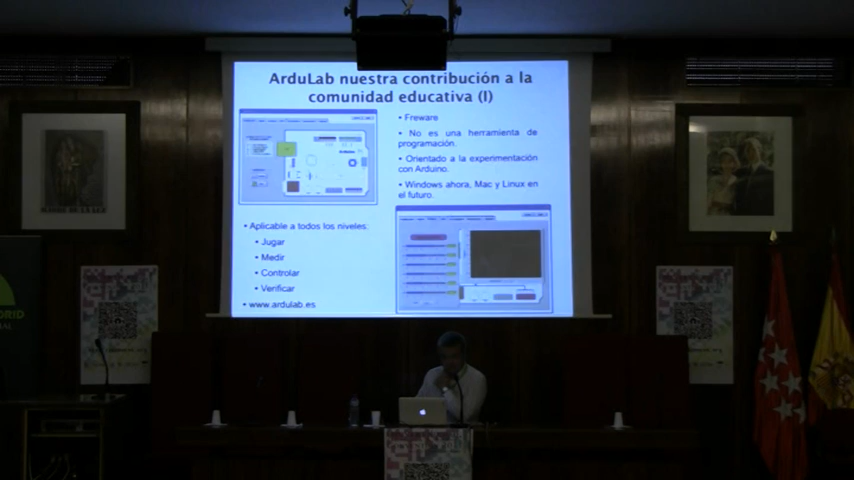 ArduLab nuestra contribución a la
comunidad educativa (I)
• Freware
• No es una herramienta de
programación.
• Orientado a la experimentación
con Arduino.
• Windows ahora, Mac y Linux en
el futuro.
• Aplicable a todos los niveles:
• Jugar
• Medir
• Controlar
• Verificar
• www.ardulab.es